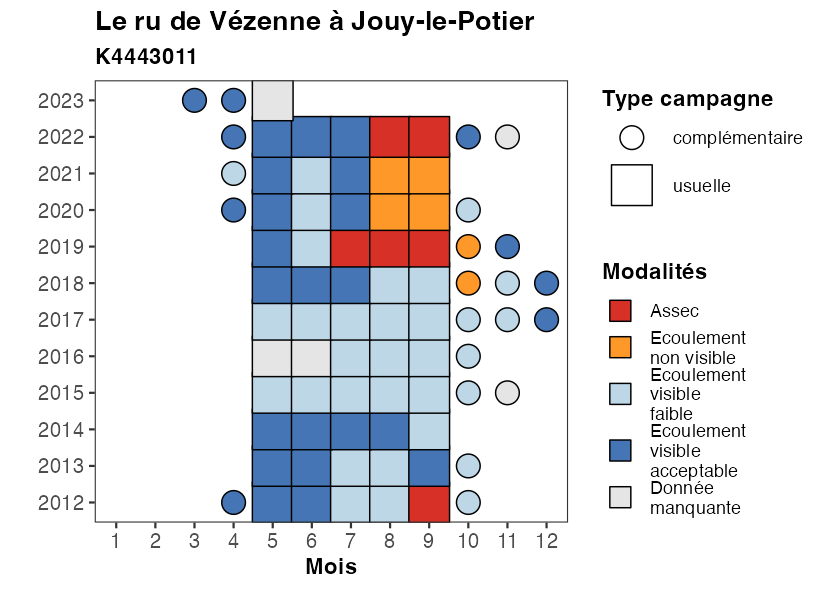 Le ru de Vézenne à Jouy-le-Potier
K4443011
2023
2022
2021
2020
2019
2018
2017
2016
2015
2014
2013
2012
1 2 3 4 5 6 7 8 9 10 11 12
Mois
Type campagne
complémentaire
usuelle
Modalités
Assec
Ecoulement
non visible
Ecoulement
visible
faible
Ecoulement
visible
acceptable
Donnée
manquante